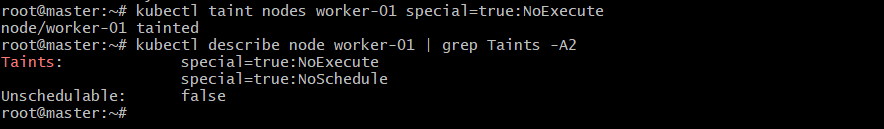 root@master:~# kubectl taint nodes worker-01 special=true:NoExecute
node/worker-01 tainted
root@master:~# kubectl describe node worker-01 | grep Taints -A2
Taints:             special=true:NoExecute
                    special=true:NoSchedule
Unschedulable:      false
root@master:~#